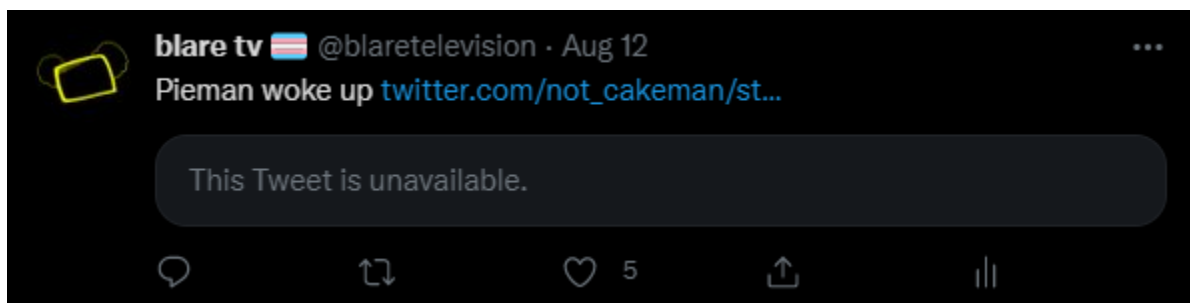 blare tv 🏳️‍⚧️ @blaretelevision · Aug 12
Pieman woke up twitter.com/not_cakeman/st...
This Tweet is unavailable.
5